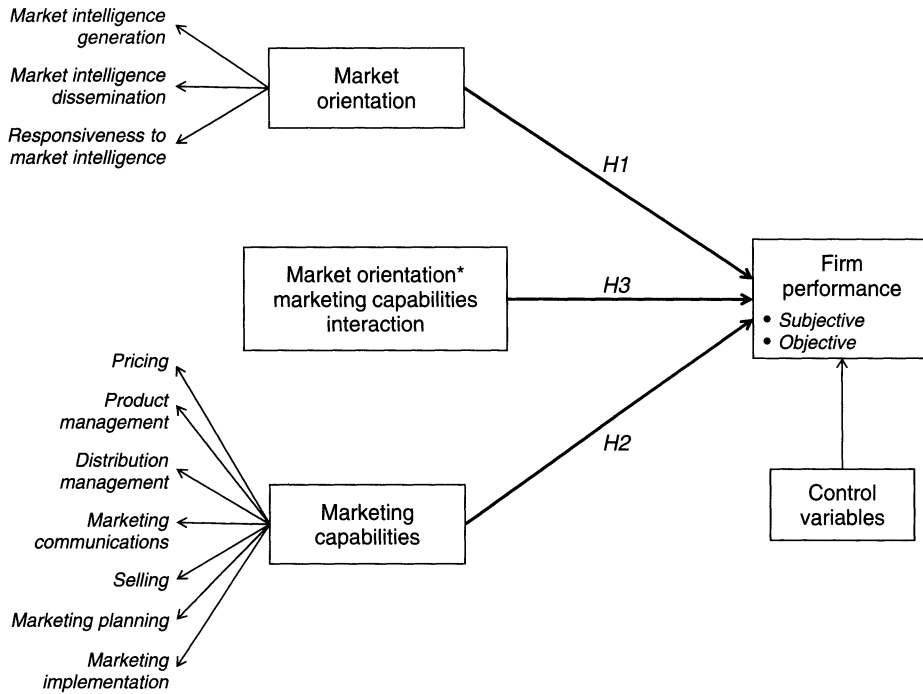 Market intelligence
generation
Market intelligence
dissemination
Responsiveness to
market intelligence
Market
orientation
H1
Market orientation*
marketing capabilities
interaction
H3
Firm
performance
• Subjective
• Objective
Pricing
Product
management
Distribution
management
Marketing
communications
Selling
Marketing planning
Marketing
implementation
Marketing
capabilities
H2
Control
variables